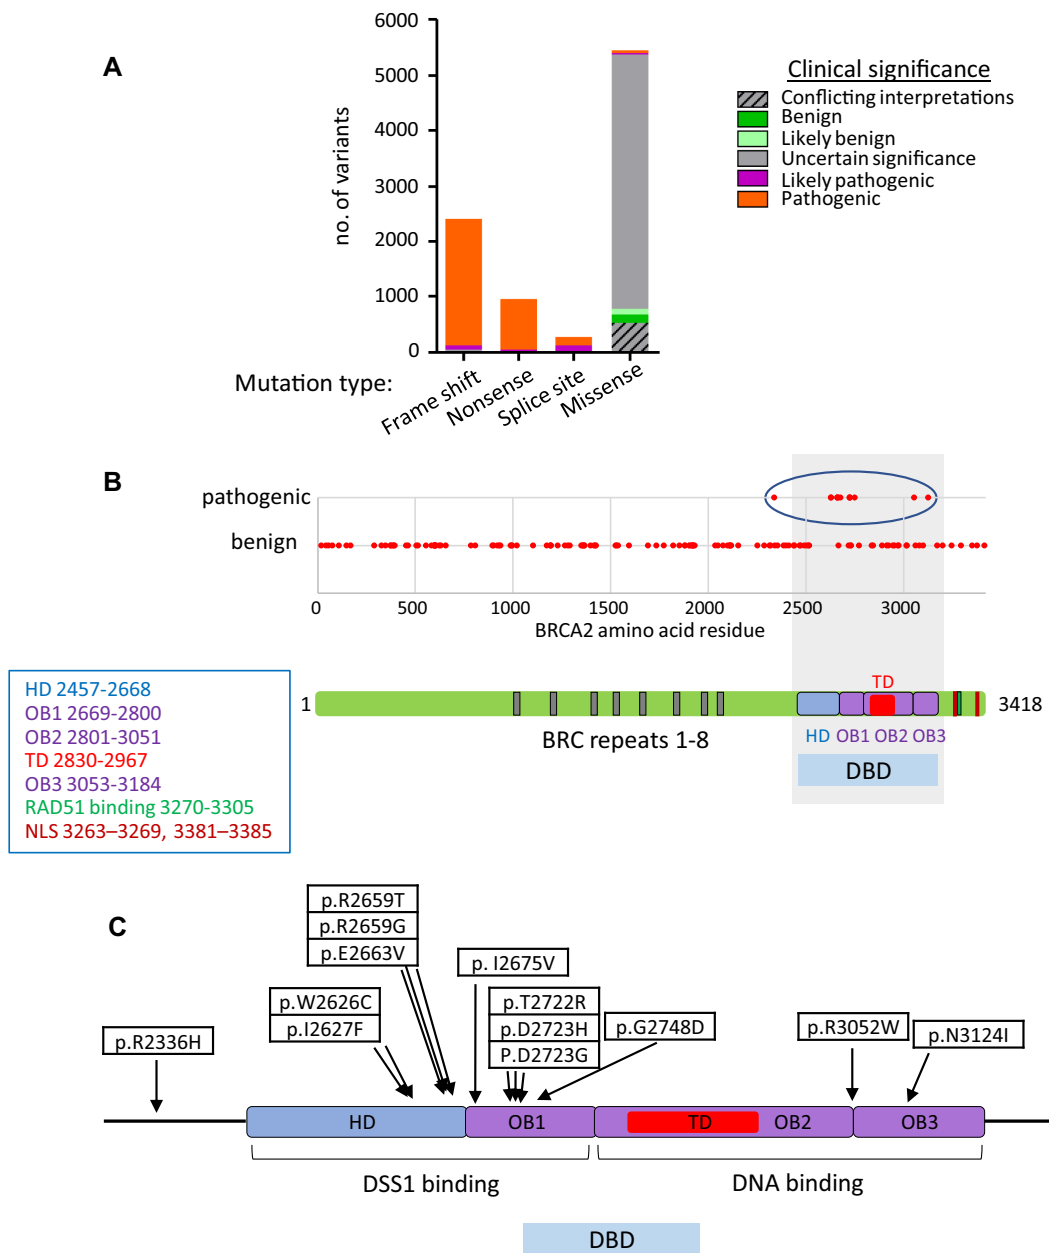 A
6000
5000
4000
3000
2000
1000
0
no. of variants
Mutation type:
Frame shift
Nonsense
Splice site
Missense
Clinical significance
Conflicting interpretations
Benign
Likely benign
Uncertain significance
Likely pathogenic
Pathogenic
B
pathogenic
benign
0 500 1000 1500 2000 2500 3000
BRCA2 amino acid residue
HD 2457-2668
OB1 2669-2800
OB2 2801-3051
TD 2830-2967
OB3 3053-3184
RAD51 binding 3270-3305
NLS 3263–3269, 3381–3385
TD
1
3418
BRC repeats 1-8
HD OB1 OB2 OB3
DBD
C
p.R2659T
p.R2659G
p.E2663V
p. I2675V
p.W2626C
p.I2627F
p.T2722R
p.D2723H
P.D2723G
p.G2748D
p.R3052W
p.N3124I
p.R2336H
HD OB1 TD OB2 OB3
DSS1 binding
DNA binding
DBD